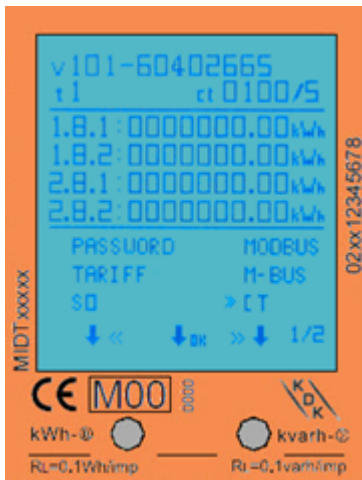 v101-60402665
t1 ct 0100/5
1.8.1:0000000.00kWh
1.8.2:0000000.00kWh
2.8.1:0000000.00kWh
2.8.2:0000000.00kWh
PASSWORD MODBUS
TARIFF M-BUS
S0 »CT
« OK » 1/2
MIDTxxxxx
02xx12345678
CE M00 0000 KDK
kWh-® kvarh-®
RL=0.1Wh/imp RL=0.1varh/imp